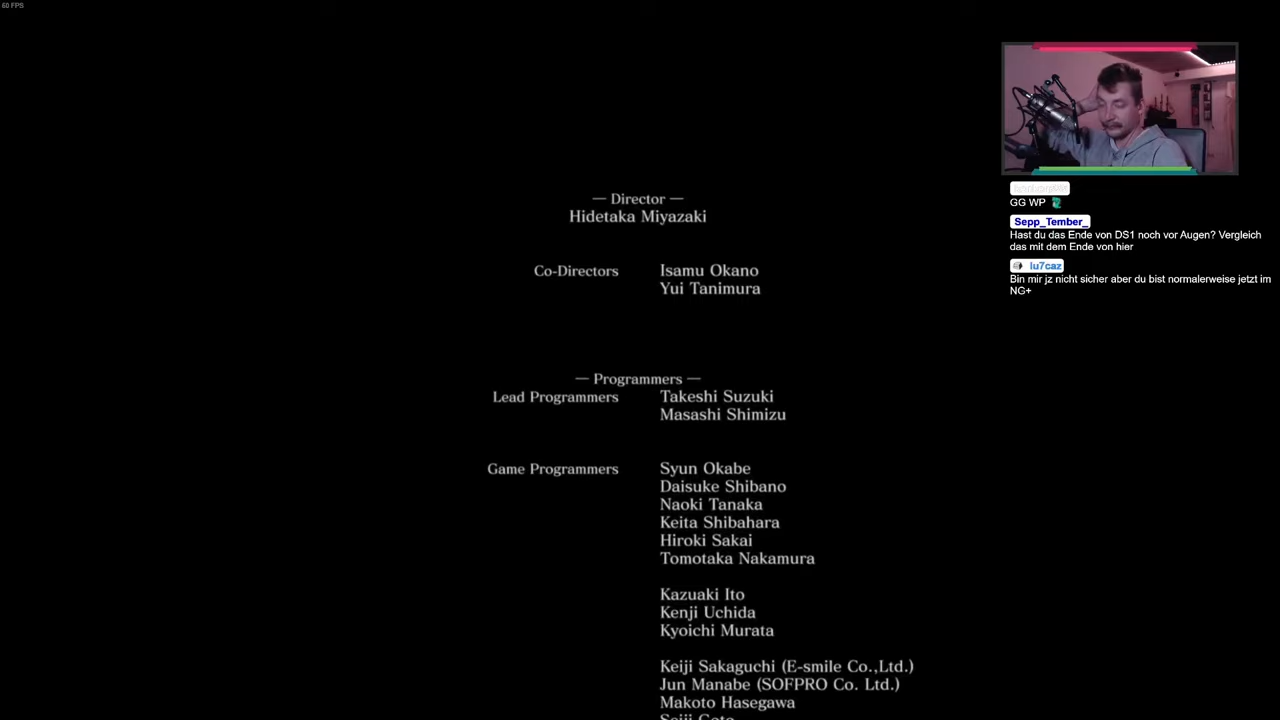 60 FPS
— Director —
Hidetaka Miyazaki
Co-Directors Isamu Okano
Yui Tanimura
— Programmers —
Lead Programmers Takeshi Suzuki
Masashi Shimizu
Game Programmers Syun Okabe
Daisuke Shibano
Naoki Tanaka
Keita Shibahara
Hiroki Sakai
Tomotaka Nakamura
Kazuaki Ito
Kenji Uchida
Kyoichi Murata
Keiji Sakaguchi (E-smile Co.,Ltd.)
Jun Manabe (SOFPRO Co. Ltd.)
Makoto Hasegawa
Seiji Goto
GG WP
Sepp_Tember_
Hast du das Ende von DS1 noch vor Augen? Vergleich
das mit dem Ende von hier
lu7caz
Bin mir jz nicht sicher aber du bist normalerweise jetzt im
NG+